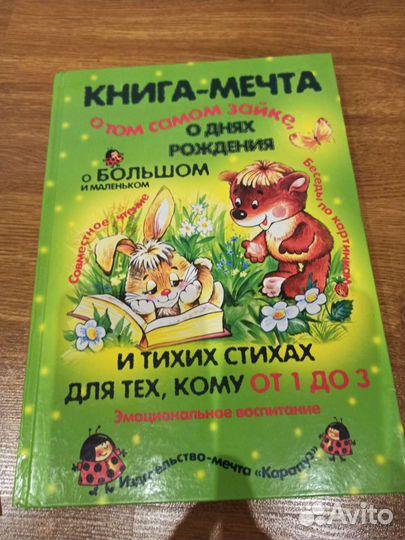 КНИГА-МЕЧТА
О ТОМ САМОМ ЗАЙКЕ,
О ДНЯХ
РОЖДЕНИЯ
О БОЛЬШОМ
И МАЛЕНЬКОМ
Совместное чтение
Беседы по картинкам
И ТИХИХ СТИХАХ
ДЛЯ ТЕХ, КОМУ ОТ 1 ДО 3
Эмоциональное воспитание
Издательство-мечта «Карапуз»
Avito